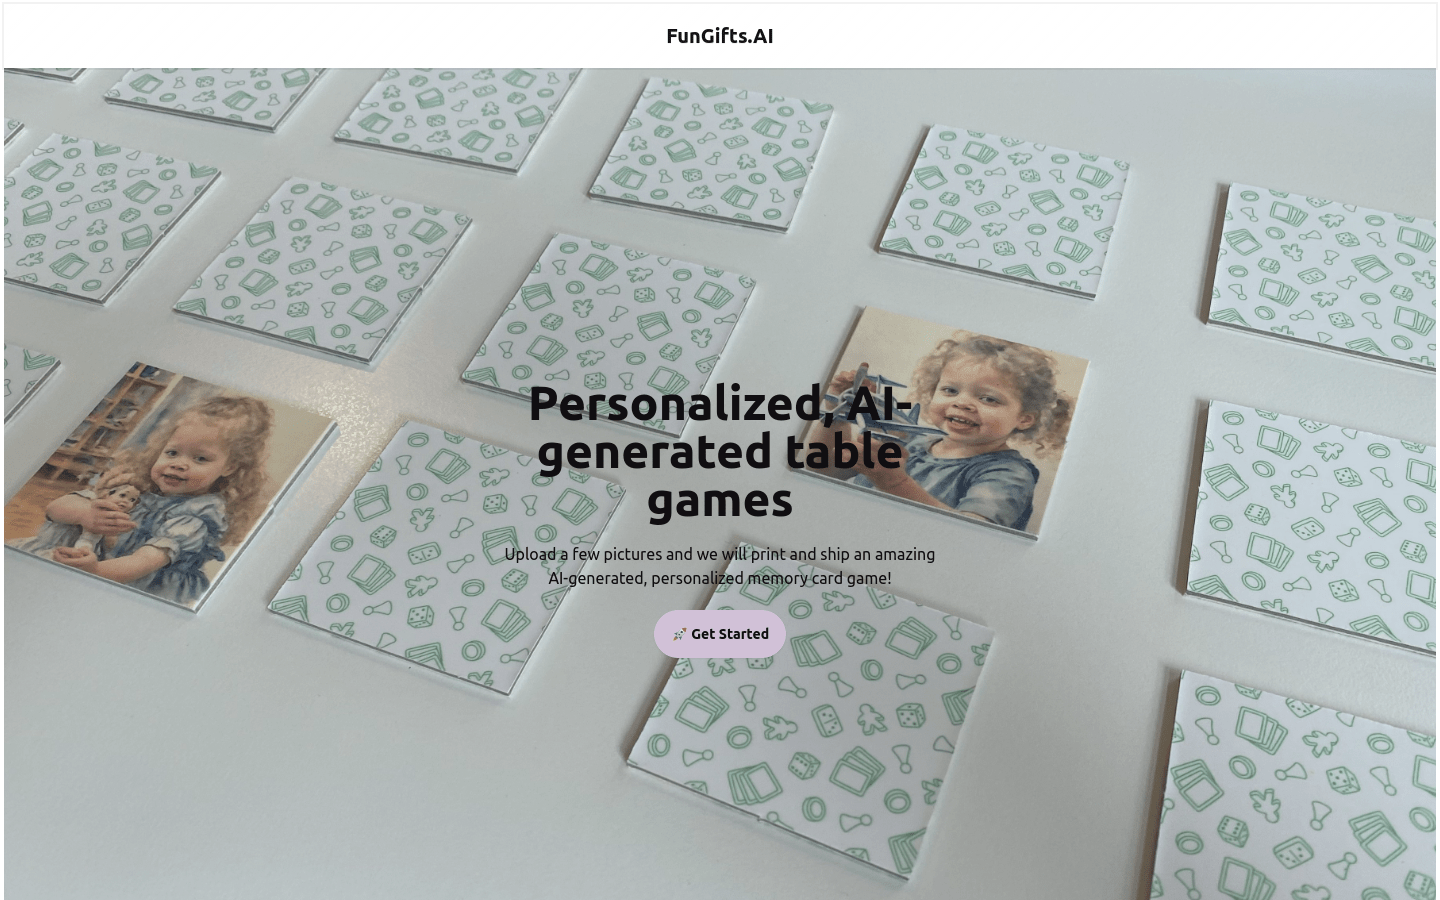 FunGifts.AI
Personalized, AI-
generated table
games
Upload a few pictures and we will print and ship an amazing
AI-generated, personalized memory card game!
🚀 Get Started